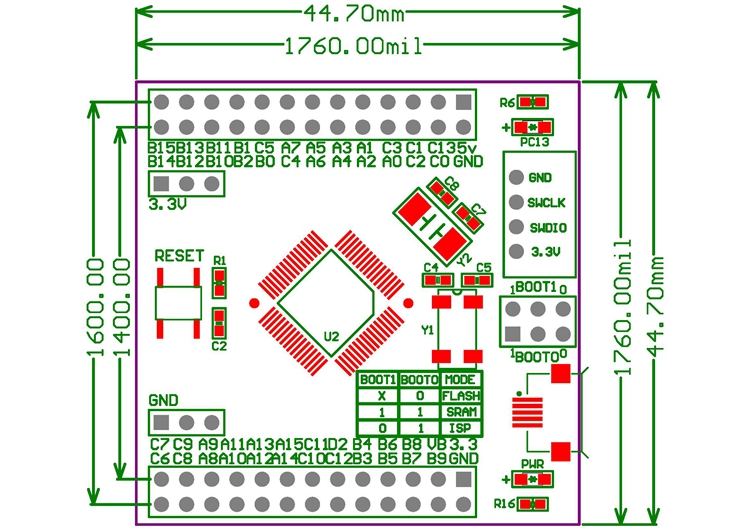 44.70mm
1760.00mil
R6
+
PC13
B15 B13 B11 B1 C5 A7 A5 A3 A1 C3 C1 C13 5v
B14 B12 B10 B2 B0 C4 A6 A4 A2 A0 C2 C0 GND
3.3V
GND
SWCLK
SWDIO
3.3V
C8
C7
Y2
RESET
R1
C2
U2
C4
C5
Y1
1 BOOT1 0
1 BOOT0 0
1600.00
1400.00
1760.00mil
44.70mm
BOOT1 BOOT0 MODE
X 0 FLASH
1 1 SRAM
0 1 ISP
GND
C7 C9 A9 A11 A13 A15 C11 D2 B4 B6 B8 VB 3.3
C6 C8 A8 A10 A12 A14 C10 C12 B3 B5 B7 B9 GND
PWR
+
R16